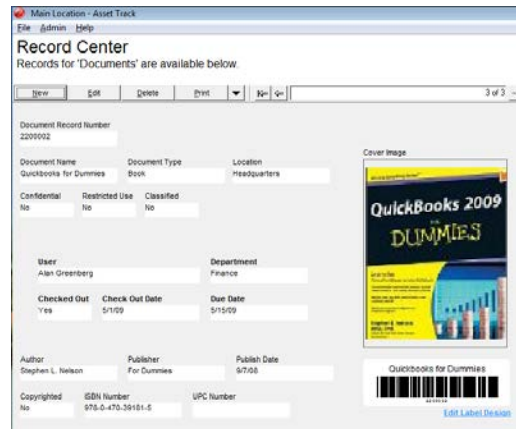 Main Location - Asset Track
File Admin Help
Record Center
Records for 'Documents' are available below.
New Edit Delete Print 3 of 3
Document Record Number
2200002
Document Name Document Type Location
Quickbooks for Dummies Book Headquarters
Confidential Restricted Use Classified
No No No
User Department
Alan Greenberg Finance
Checked Out Check Out Date Due Date
Yes 5/1/09 5/15/09
Author Publisher Publish Date
Stephen L. Nelson For Dummies 9/7/08
Copyrighted ISBN Number UPC Number
No 978-0-470-39181-5
Cover Image
QuickBooks 2009
FOR
DUMMIES
Stephen L. Nelson
Quickbooks for Dummies
Edit Label Design